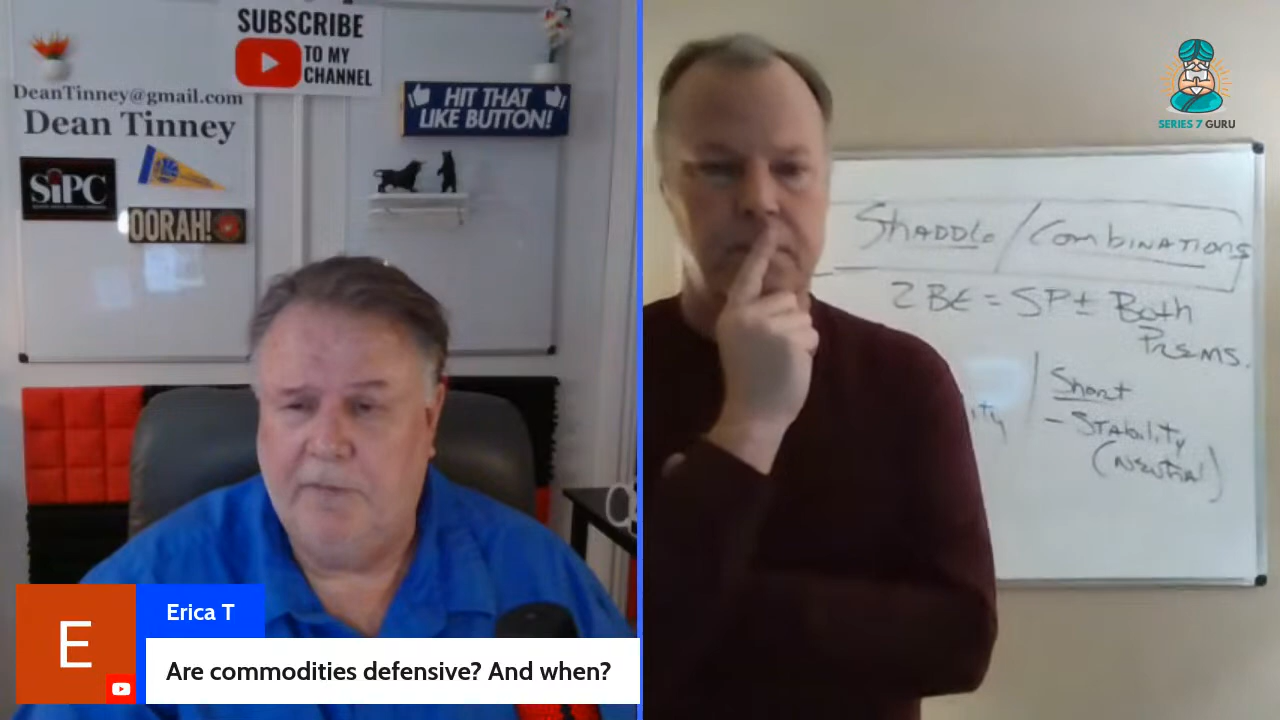 SUBSCRIBE
TO MY
CHANNEL
DeanTinney@gmail.com
Dean Tinney
HIT THAT
LIKE BUTTON!
SiPC
OORAH!
SERIES 7 GURU
Straddle / Combinations
2 BE = SP ± Both
Prems.
Short
- Stability
(Neutral)
E
Erica T
Are commodities defensive? And when?